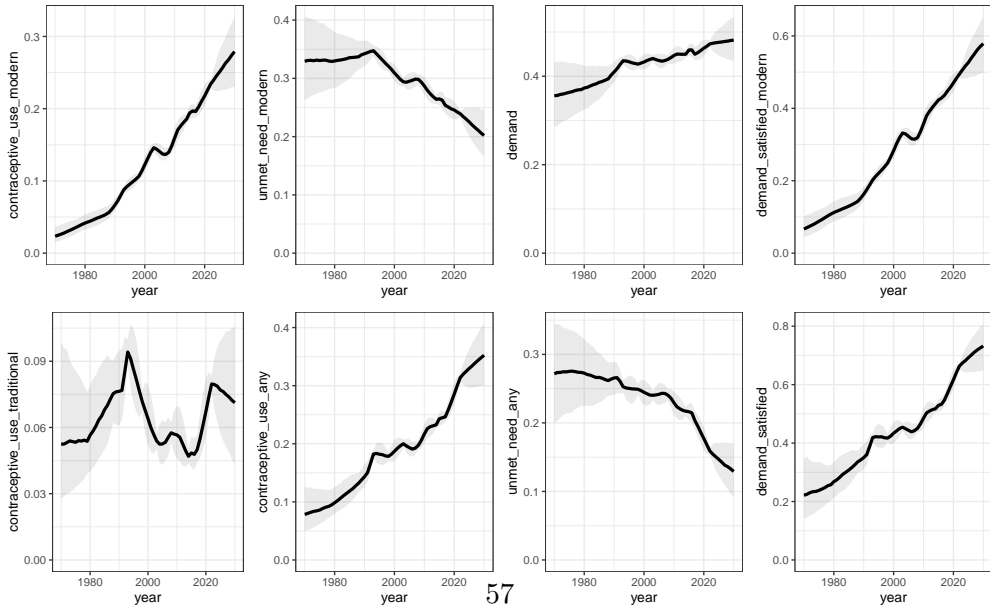 contraceptive_use_modern
0.3
0.2
0.1
0.0
1980 2000 2020
year
unmet_need_modern
0.4
0.3
0.2
0.1
0.0
1980 2000 2020
year
demand
0.4
0.2
0.0
1980 2000 2020
year
demand_satisfied_modern
0.6
0.4
0.2
0.0
1980 2000 2020
year
contraceptive_use_traditional
0.09
0.06
0.03
0.00
1980 2000 2020
year
contraceptive_use_any
0.4
0.3
0.2
0.1
0.0
1980 2000 2020
year
unmet_need_any
0.3
0.2
0.1
0.0
1980 2000 2020
year
demand_satisfied
0.8
0.6
0.4
0.2
0.0
1980 2000 2020
year
57